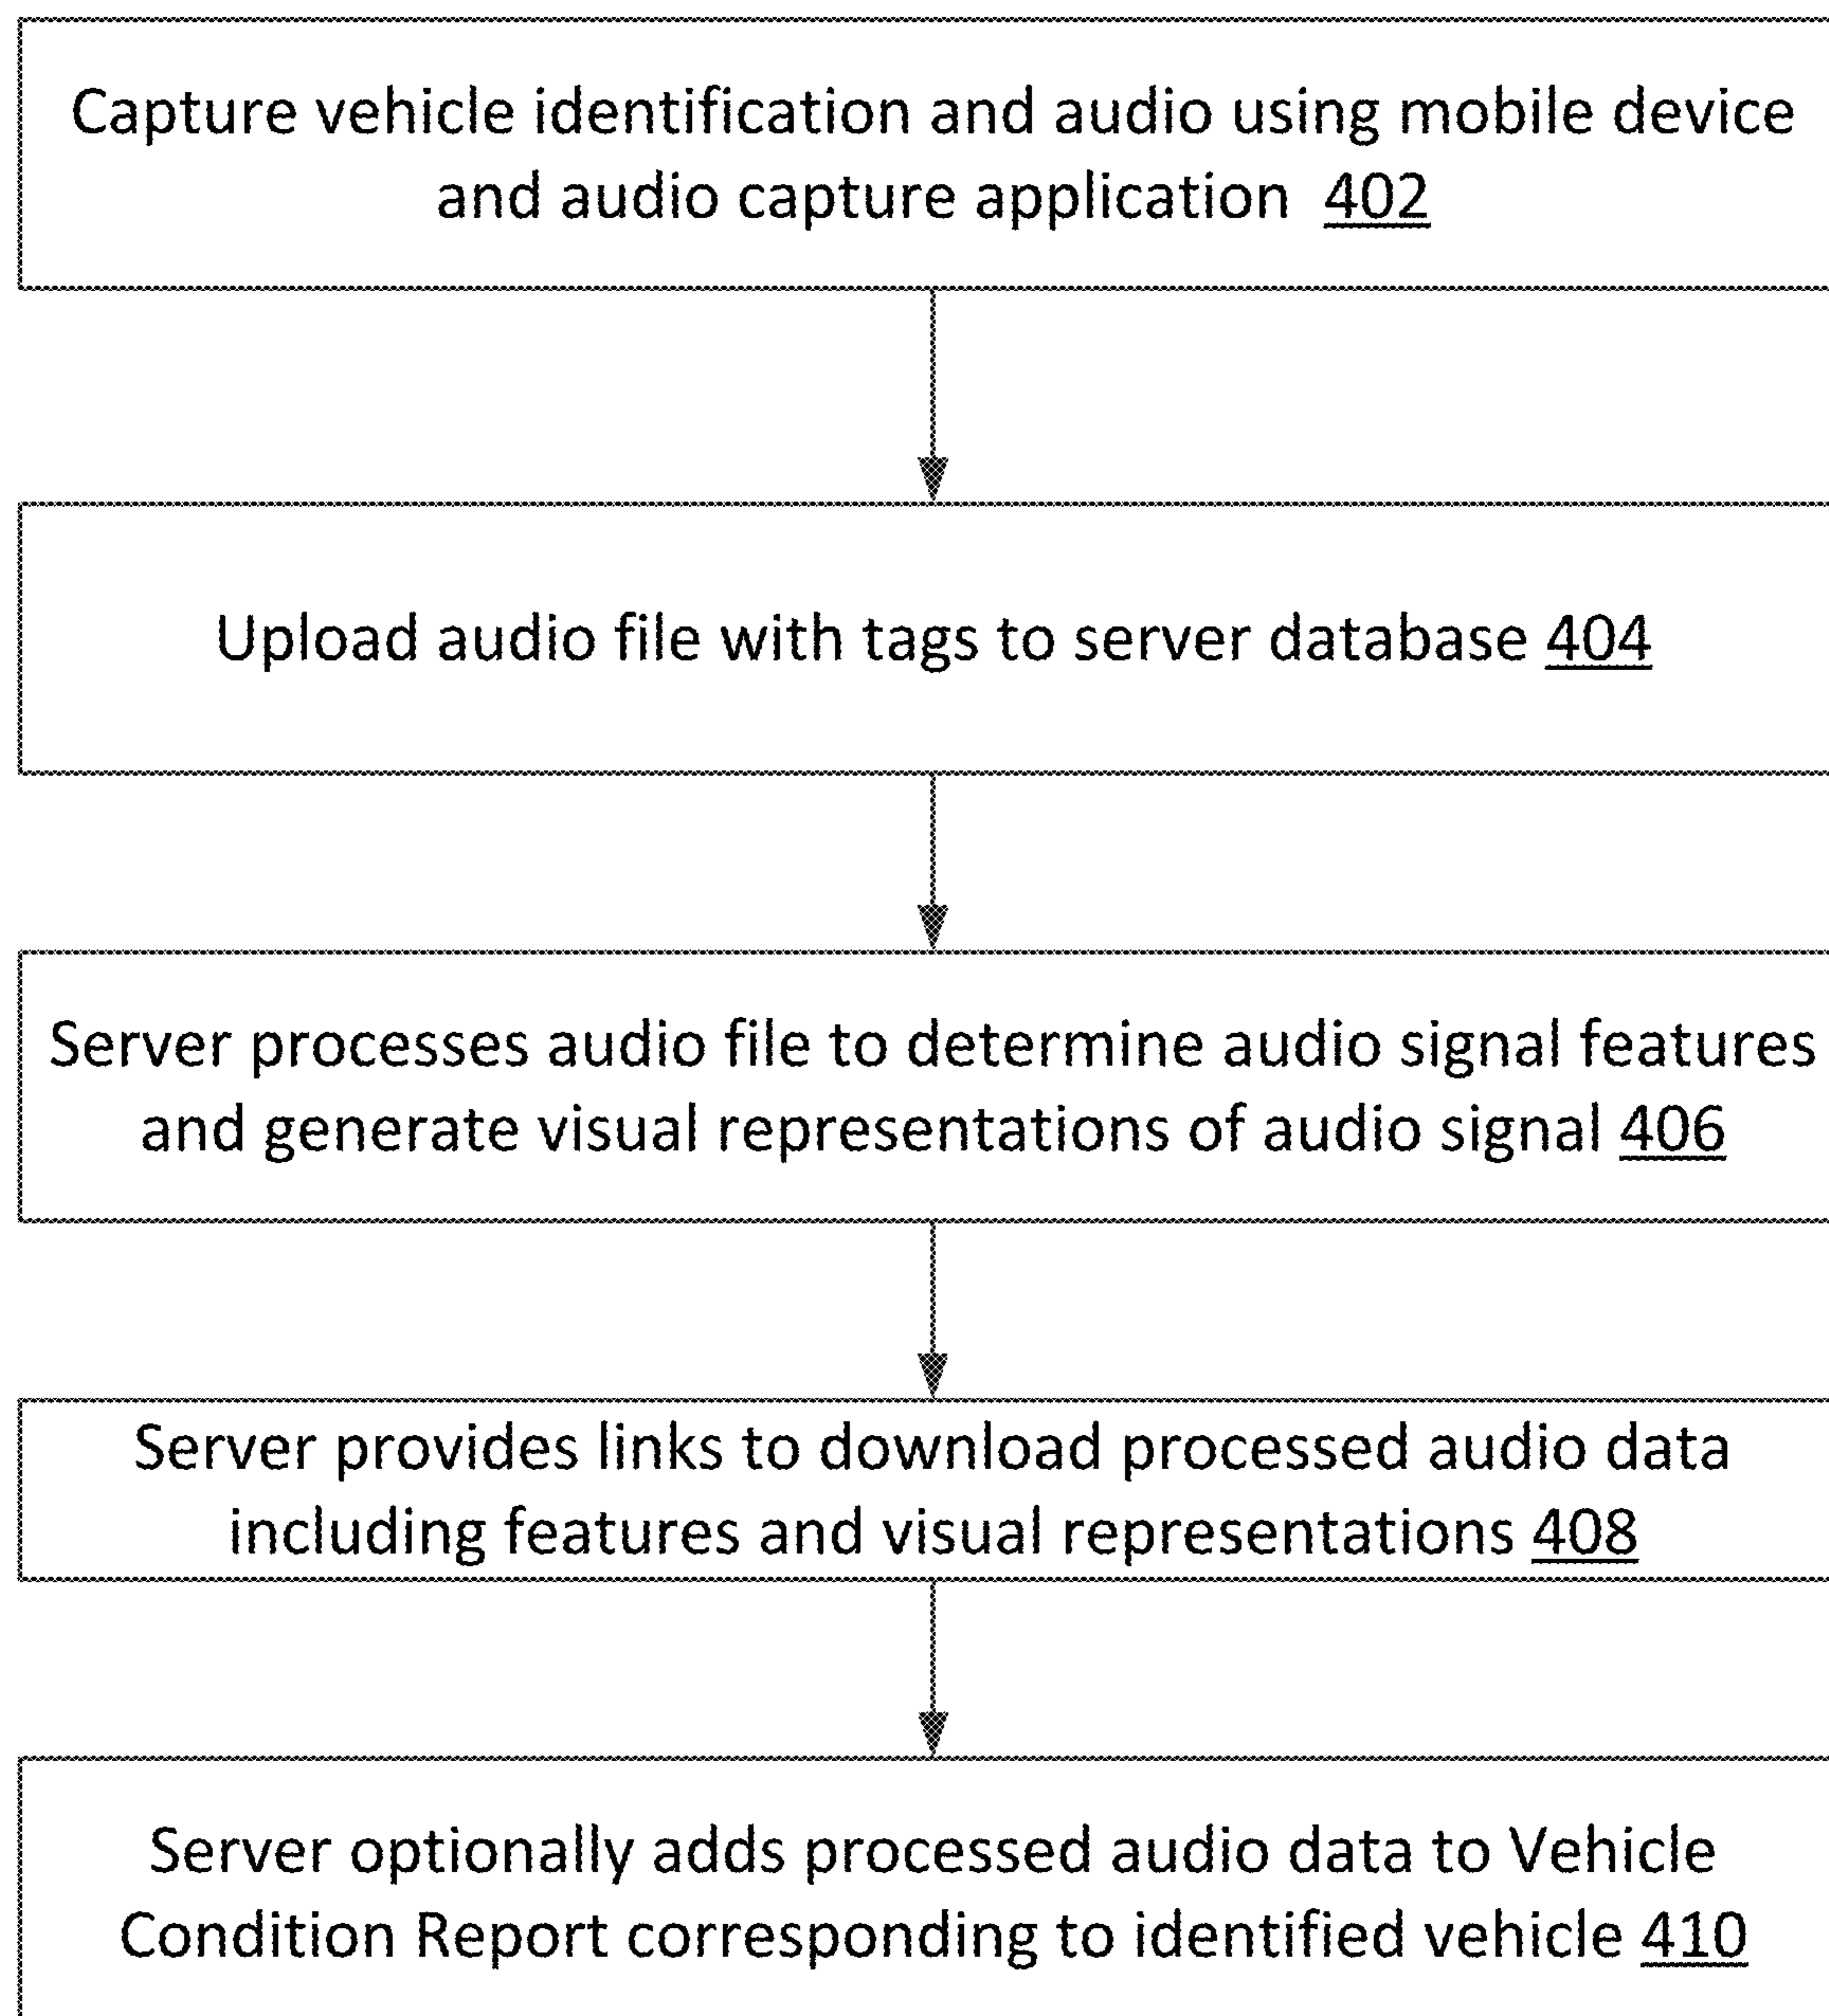 Capture vehicle identification and audio using mobile device
and audio capture application 402
Upload audio file with tags to server database 404
Server processes audio file to determine audio signal features
and generate visual representations of audio signal 406
Server provides links to download processed audio data
including features and visual representations 408
Server optionally adds processed audio data to Vehicle
Condition Report corresponding to identified vehicle 410